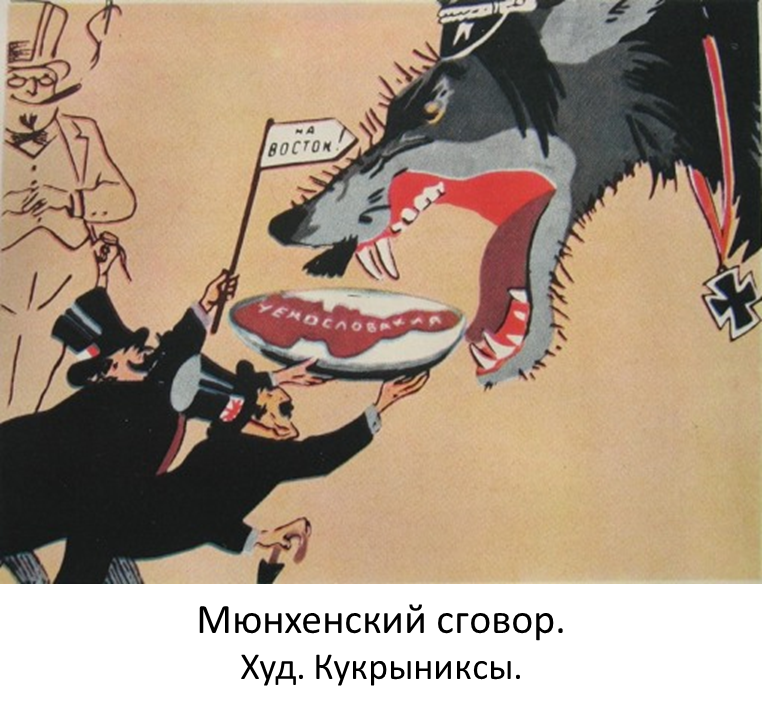 НА
ВОСТОК!
ЧЕХОСЛОВАКИЯ
Мюнхенский сговор.
Худ. Кукрыниксы.